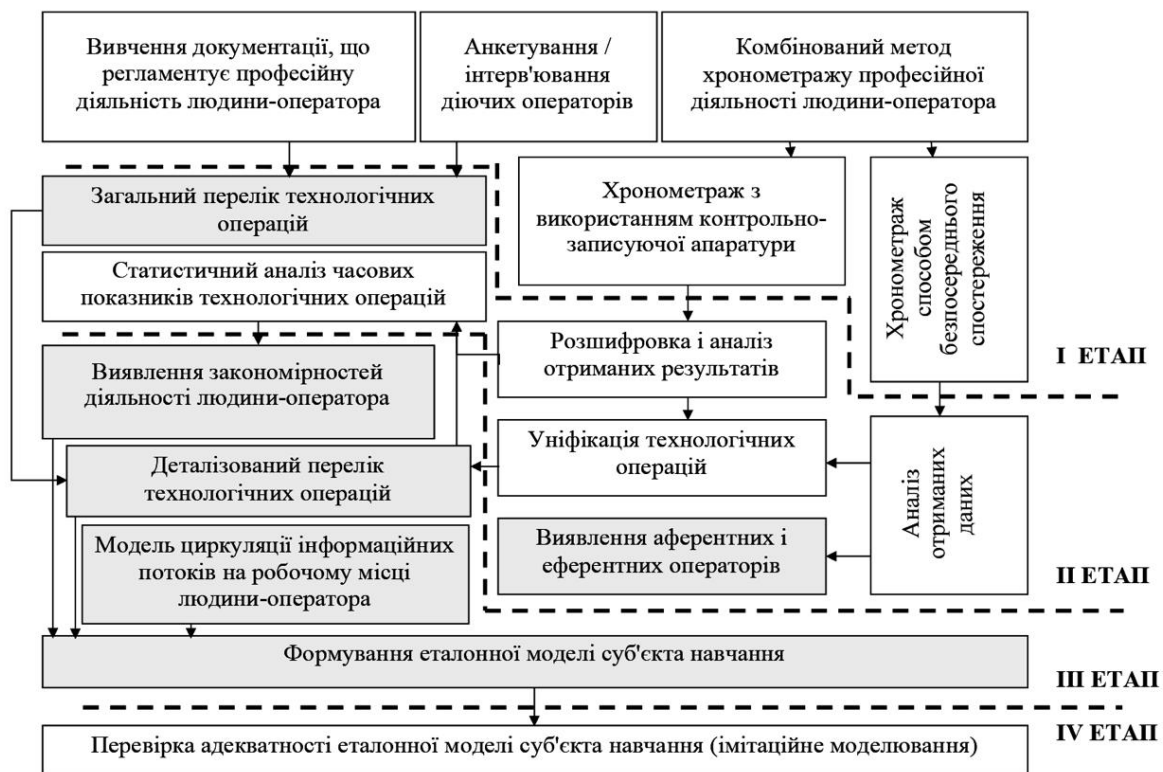 Вивчення документації, що
регламентує професійну
діяльність людини-оператора
Анкетування /
інтерв'ювання
діючих операторів
Комбінований метод
хронометражу професійної
діяльності людини-оператора
Загальний перелік технологічних
операцій
Хронометраж з
використанням контрольно-
записуючої апаратури
Хронометраж
способом
безпосереднього
спостереження
Статистичний аналіз часових
показників технологічних операцій
Розшифровка і аналіз
отриманих результатів
I ЕТАП
Виявлення закономірностей
діяльності людини-оператора
Уніфікація технологічних
операцій
Аналіз
отриманих
даних
Деталізований перелік
технологічних операцій
Виявлення аферентних і
еферентних операторів
Модель циркуляції інформаційних
потоків на робочому місці
людини-оператора
II ЕТАП
Формування еталонної моделі суб'єкта навчання
III ЕТАП
IV ЕТАП
Перевірка адекватності еталонної моделі суб'єкта навчання (імітаційне моделювання)